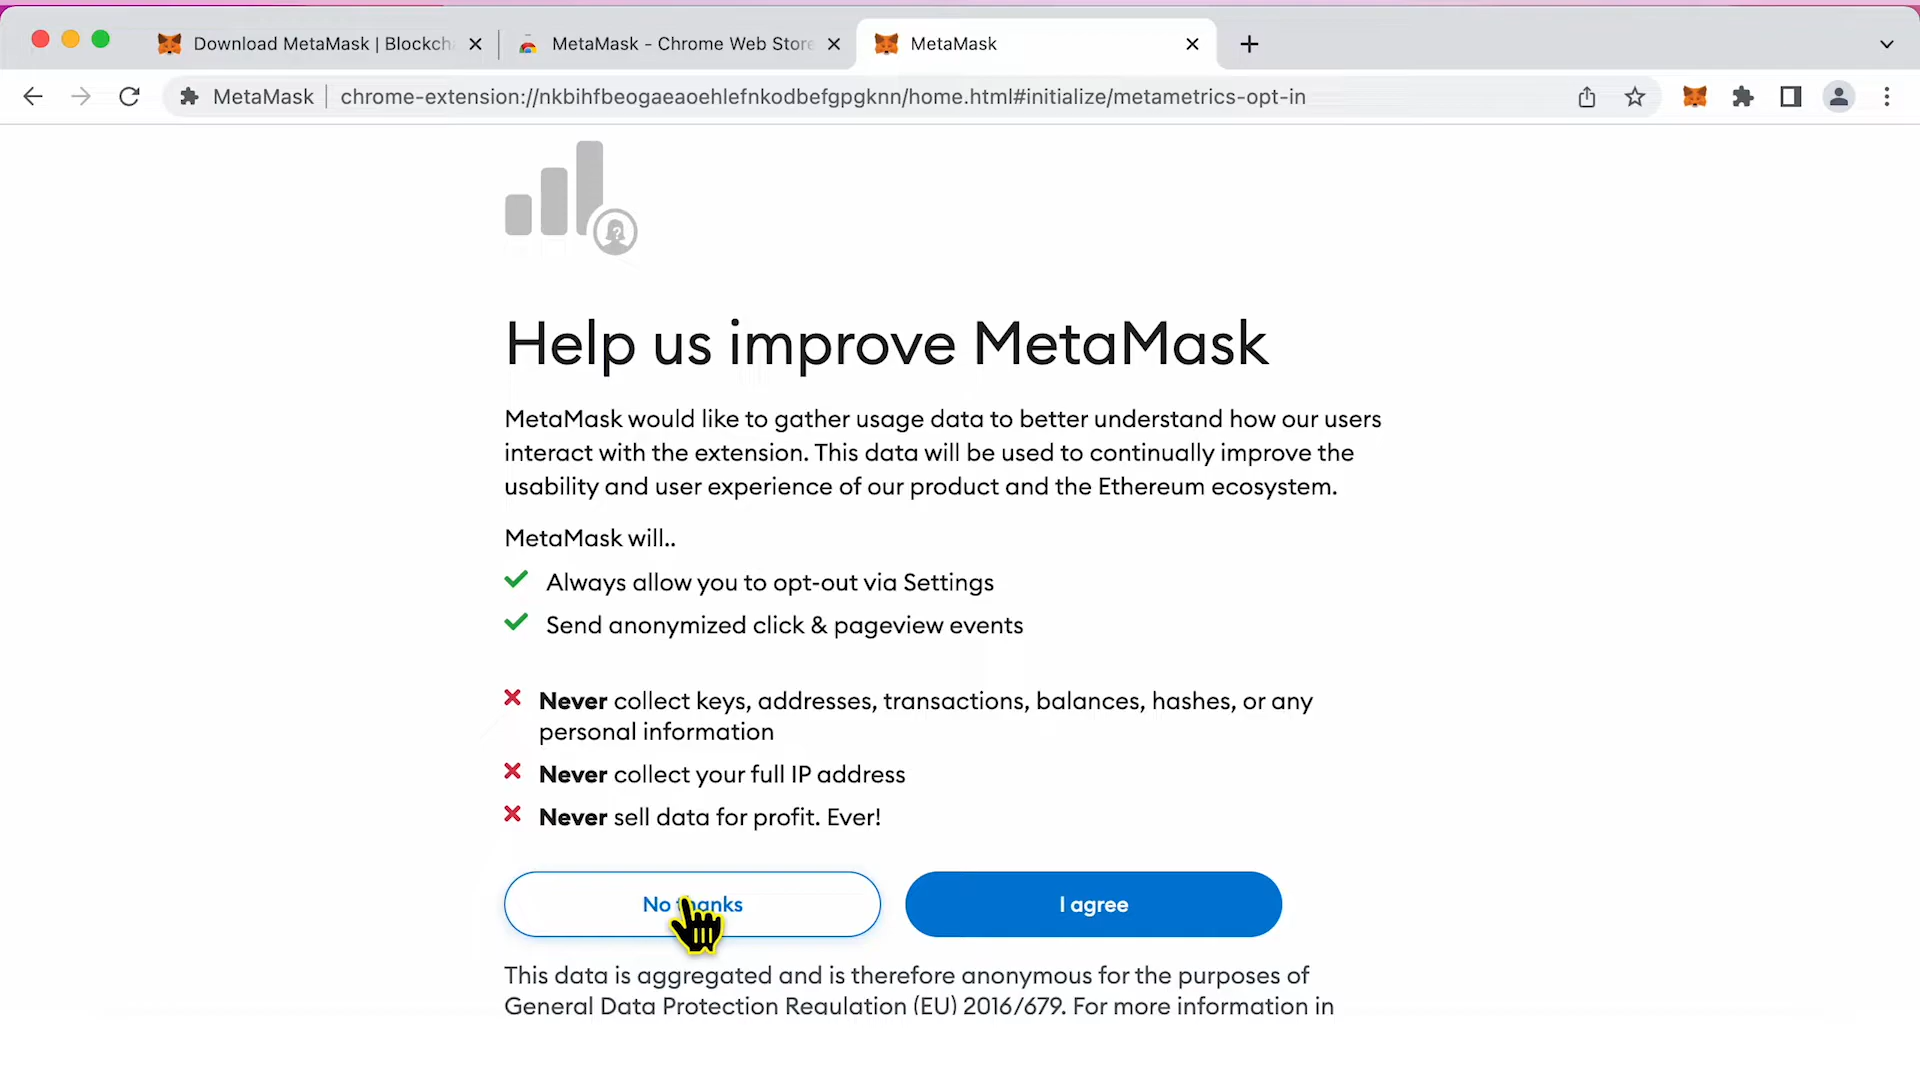 Download MetaMask | Blockch
MetaMask - Chrome Web Store
MetaMask
MetaMask
chrome-extension://nkbihfbeogaeaoehlefnkodbefgpgknn/home.html#initialize/metametrics-opt-in
Help us improve MetaMask
MetaMask would like to gather usage data to better understand how our users
interact with the extension. This data will be used to continually improve the
usability and user experience of our product and the Ethereum ecosystem.
MetaMask will..
Always allow you to opt-out via Settings
Send anonymized click & pageview events
Never collect keys, addresses, transactions, balances, hashes, or any
personal information
Never collect your full IP address
Never sell data for profit. Ever!
No thanks
I agree
This data is aggregated and is therefore anonymous for the purposes of
General Data Protection Regulation (EU) 2016/679. For more information in